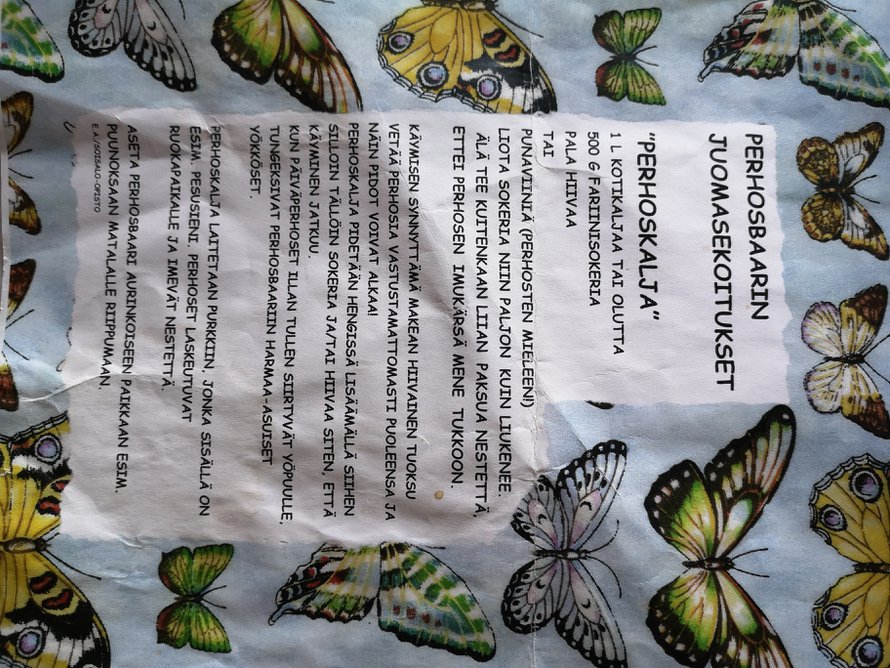 PERHOSBAARIN
JUOMASEKOITUKSET
"PERHOSKALJA"
1 L KOTIKALJAA TAI OLUTTA
500 G FARIINISOKERIA
PALA HIIVAA
TAI
PUNAVIINIÄ (PERHOSTEN MIELEEN!)
LIOTA SOKERIA NIIN PALJON KUIN LIUKENEE.
ÄLÄ TEE KUITENKAAN LIIAN PAKSUA NESTETTÄ,
ETTEI PERHOSEN IMUKÄRSÄ MENE TUKKOON.
KÄYMISEN SYNNYTTÄMÄ MAKEAN HIIVAINEN TUOKSU
VETÄÄ PERHOSIA VASTUSTAMATTOMASTI PUOLEENSA JA
NÄIN PIDOT VOIVAT ALKAA!
PERHOSKALJA PIDETÄÄN HENGISSÄ LISÄÄMÄLLÄ SIIHEN
SILLOIN TÄLLÖIN SOKERIA JA/TAI HIIVAA SITEN, ETTÄ
KÄYMINEN JATKUU.
KUN PÄIVÄPERHOSET ILLAN TULLEN SIIRTYVÄT YÖPUULLE,
TUNGEKSIVAT PERHOSBAARIIN HARMAA-ASUISET
YÖKKÖSET.
PERHOSKALJA LAITETAAN PURKKIIN, JONKA SISÄLLÄ ON
ESIM. PESUSIENI. PERHOSET LASKEUTUVAT
RUOKAPAIKALLE JA IMEVÄT NESTETTÄ.
ASETA PERHOSBAARI AURINKOISEEN PAIKKAAN ESIM.
PUUNOKSAAN MATALALLE RIIPPUMAAN.
E.A/SOISALO-OPISTO